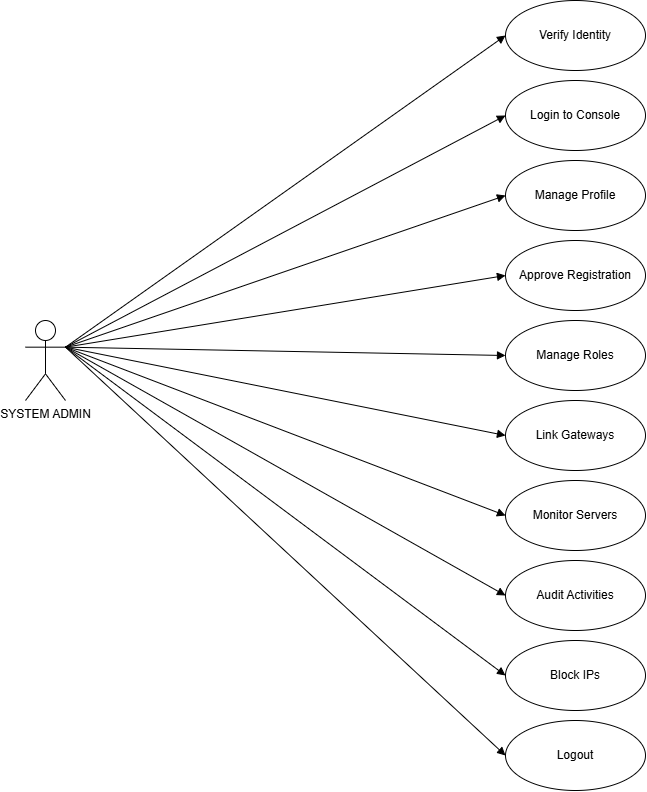 Verify Identity
Login to Console
Manage Profile
Approve Registration
Manage Roles
SYSTEM ADMIN
Link Gateways
Monitor Servers
Audit Activities
Block IPs
Logout